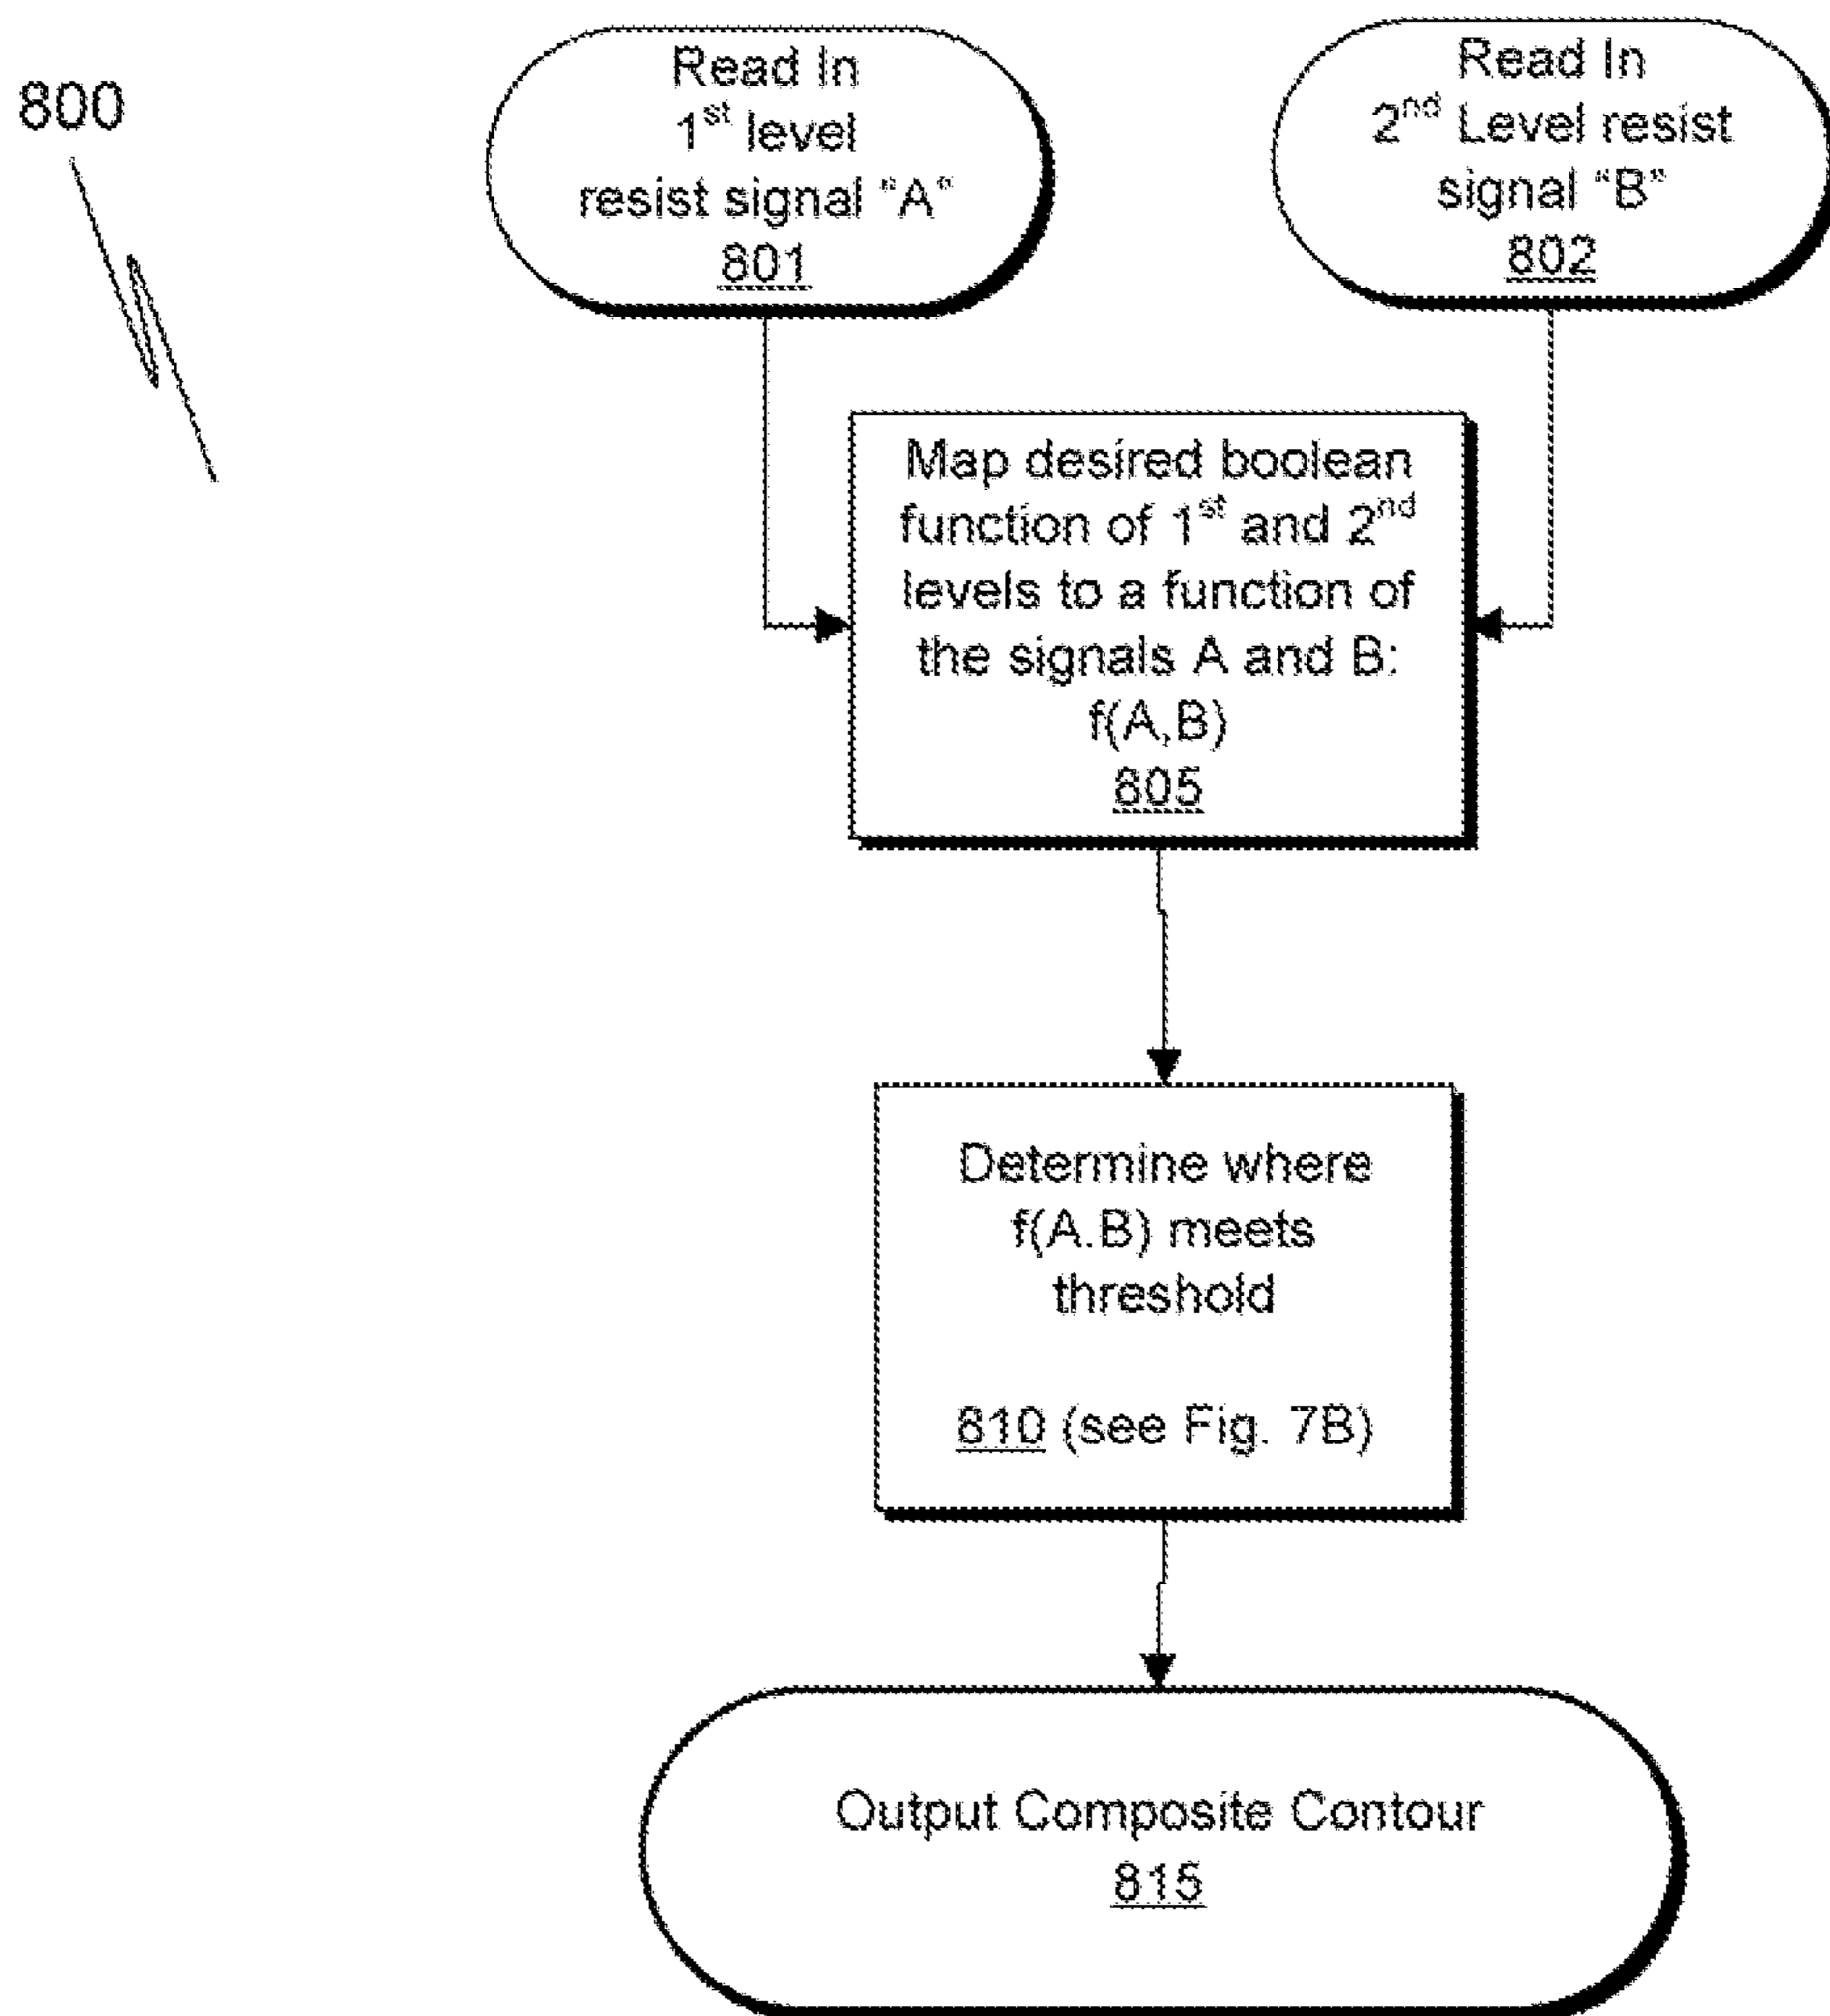 800
Read In
1st level
resist signal "A"
801
Read In
2nd Level resist
signal "B"
802
Map desired boolean
function of 1st and 2nd
levels to a function of
the signals A and B:
f(A,B)
805
Determine where
f(A.B) meets
threshold
810 (see Fig. 7B)
Output Composite Contour
815